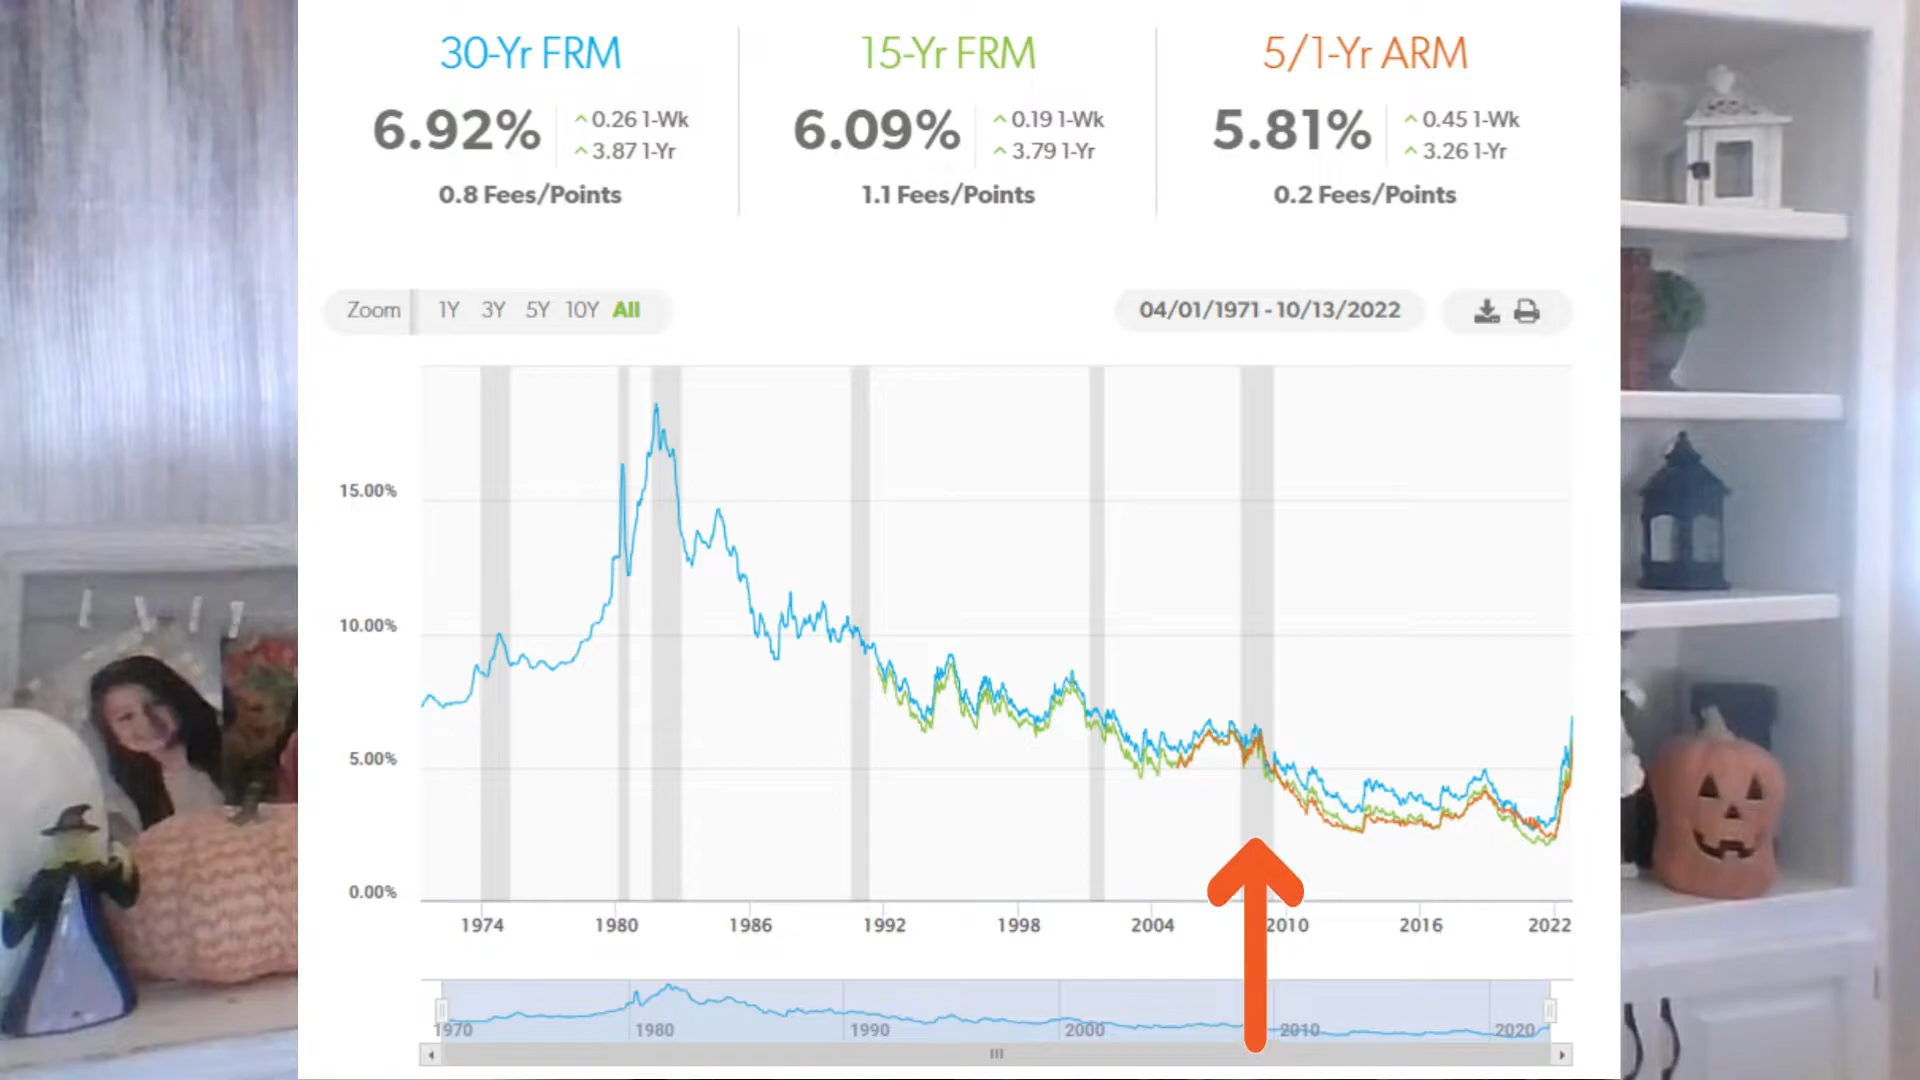 30-Yr FRM 15-Yr FRM 5/1-Yr ARM
6.92% 0.26 1-Wk 6.09% 0.19 1-Wk 5.81% 0.45 1-Wk
3.87 1-Yr 3.79 1-Yr 3.26 1-Yr
0.8 Fees/Points 1.1 Fees/Points 0.2 Fees/Points
Zoom 1Y 3Y 5Y 10Y All 04/01/1971 - 10/13/2022
15.00%
10.00%
5.00%
0.00%
1974 1980 1986 1992 1998 2004 2010 2016 2022
1970 1980 1990 2000 2010 2020